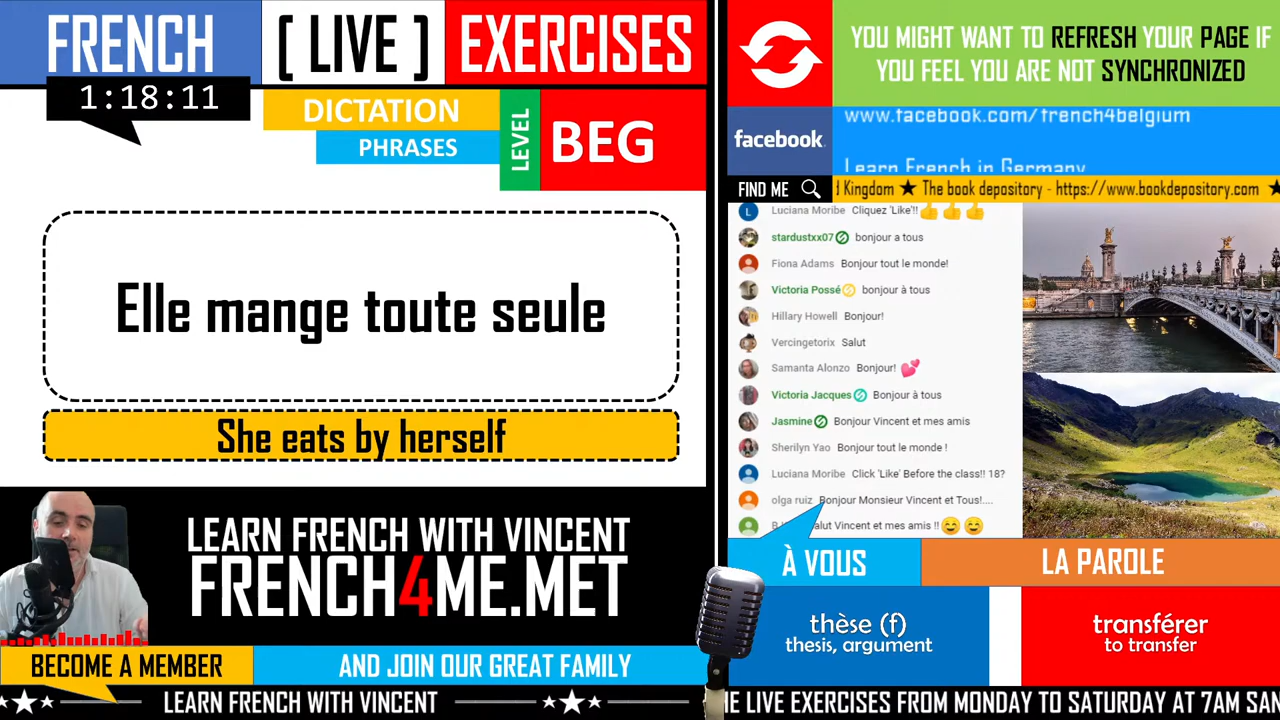 FRENCH
[ LIVE ]
EXERCISES
1:18:11
DICTATION
PHRASES
LEVEL
BEG
Elle mange toute seule
She eats by herself
LEARN FRENCH WITH VINCENT
FRENCH4ME.MET
BECOME A MEMBER
AND JOIN OUR GREAT FAMILY
LEARN FRENCH WITH VINCENT
YOU MIGHT WANT TO REFRESH YOUR PAGE IF
YOU FEEL YOU ARE NOT SYNCHRONIZED
facebook.
www.facebook.com/french4belgium
Learn French in Germany
FIND ME
Kingdom ★ The book depository - https://www.bookdepository.com ★
L Luciana Moribe Cliquez 'Like'!! 👍👍👍
stardustxx07 bonjour a tous
Fiona Adams Bonjour tout le monde!
Victoria Possé bonjour à tous
Hillary Howell Bonjour!
Vercingetorix Salut
Samanta Alonzo Bonjour! 💕
Victoria Jacques Bonjour à tous
Jasmine Bonjour Vincent et mes amis
Sherilyn Yao Bonjour tout le monde !
Luciana Moribe Click 'Like' Before the class!! 18?
olga ruiz Bonjour Monsieur Vincent et Tous!....
alut Vincent et mes amis !! 😊😊
À VOUS
LA PAROLE
thèse (f)
thesis, argument
transférer
to transfer
HE LIVE EXERCISES FROM MONDAY TO SATURDAY AT 7AM SAN